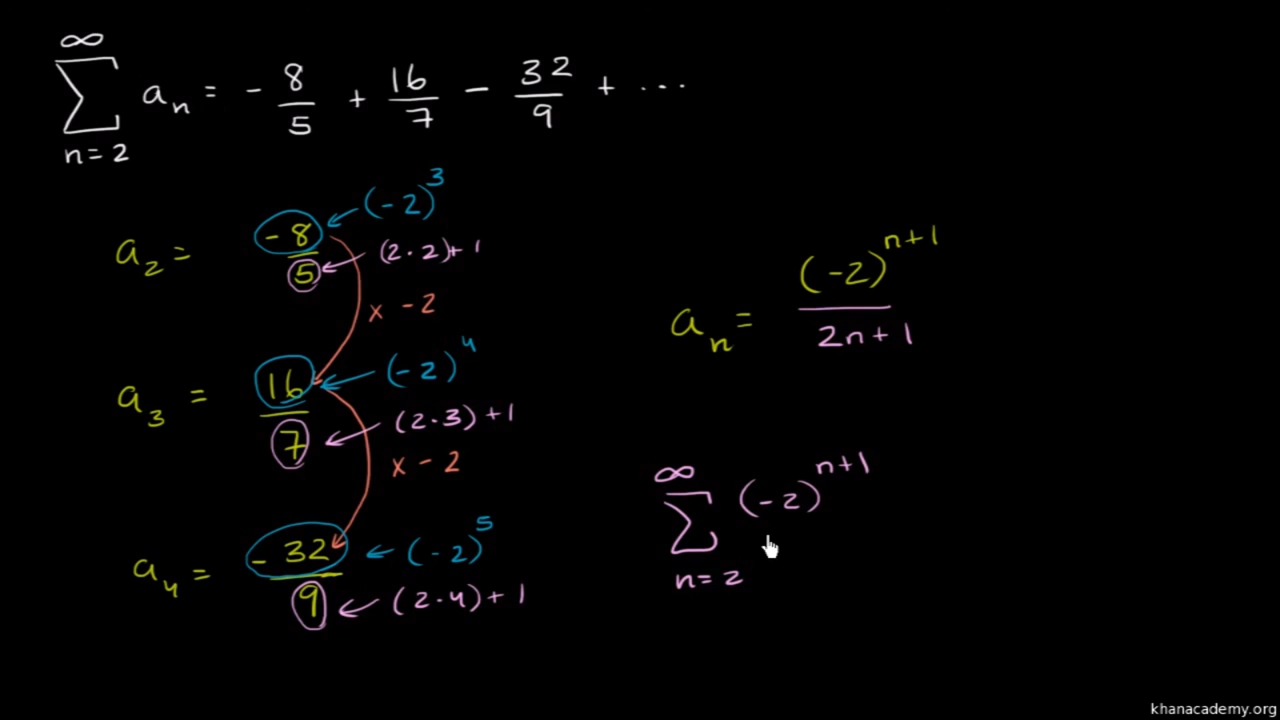 ∞
∑ aₙ = - 8/5 + 16/7 - 32/9 + ...
n=2
a₂ = -8/5
(-2)³
(2·2)+1
x -2
a₃ = 16/7
(-2)⁴
(2·3)+1
x -2
a₄ = -32/9
(-2)⁵
(2·4)+1
aₙ = (-2)ⁿ⁺¹/2n+1
∞
∑ (-2)ⁿ⁺¹
n=2
khanacademy.org